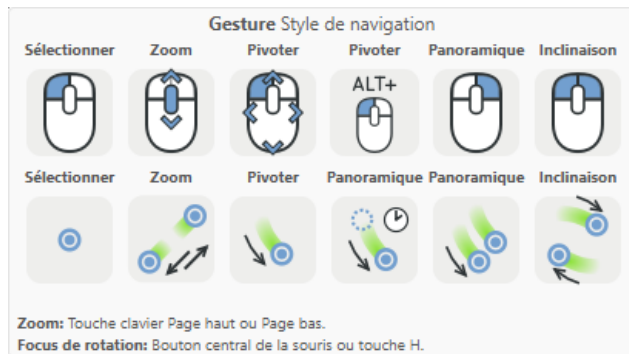 Gesture Style de navigation
Sélectionner Zoom Pivoter Pivoter Panoramique Inclinaison
ALT+
Sélectionner Zoom Pivoter Panoramique Panoramique Inclinaison
Zoom: Touche clavier Page haut ou Page bas.
Focus de rotation: Bouton central de la souris ou touche H.